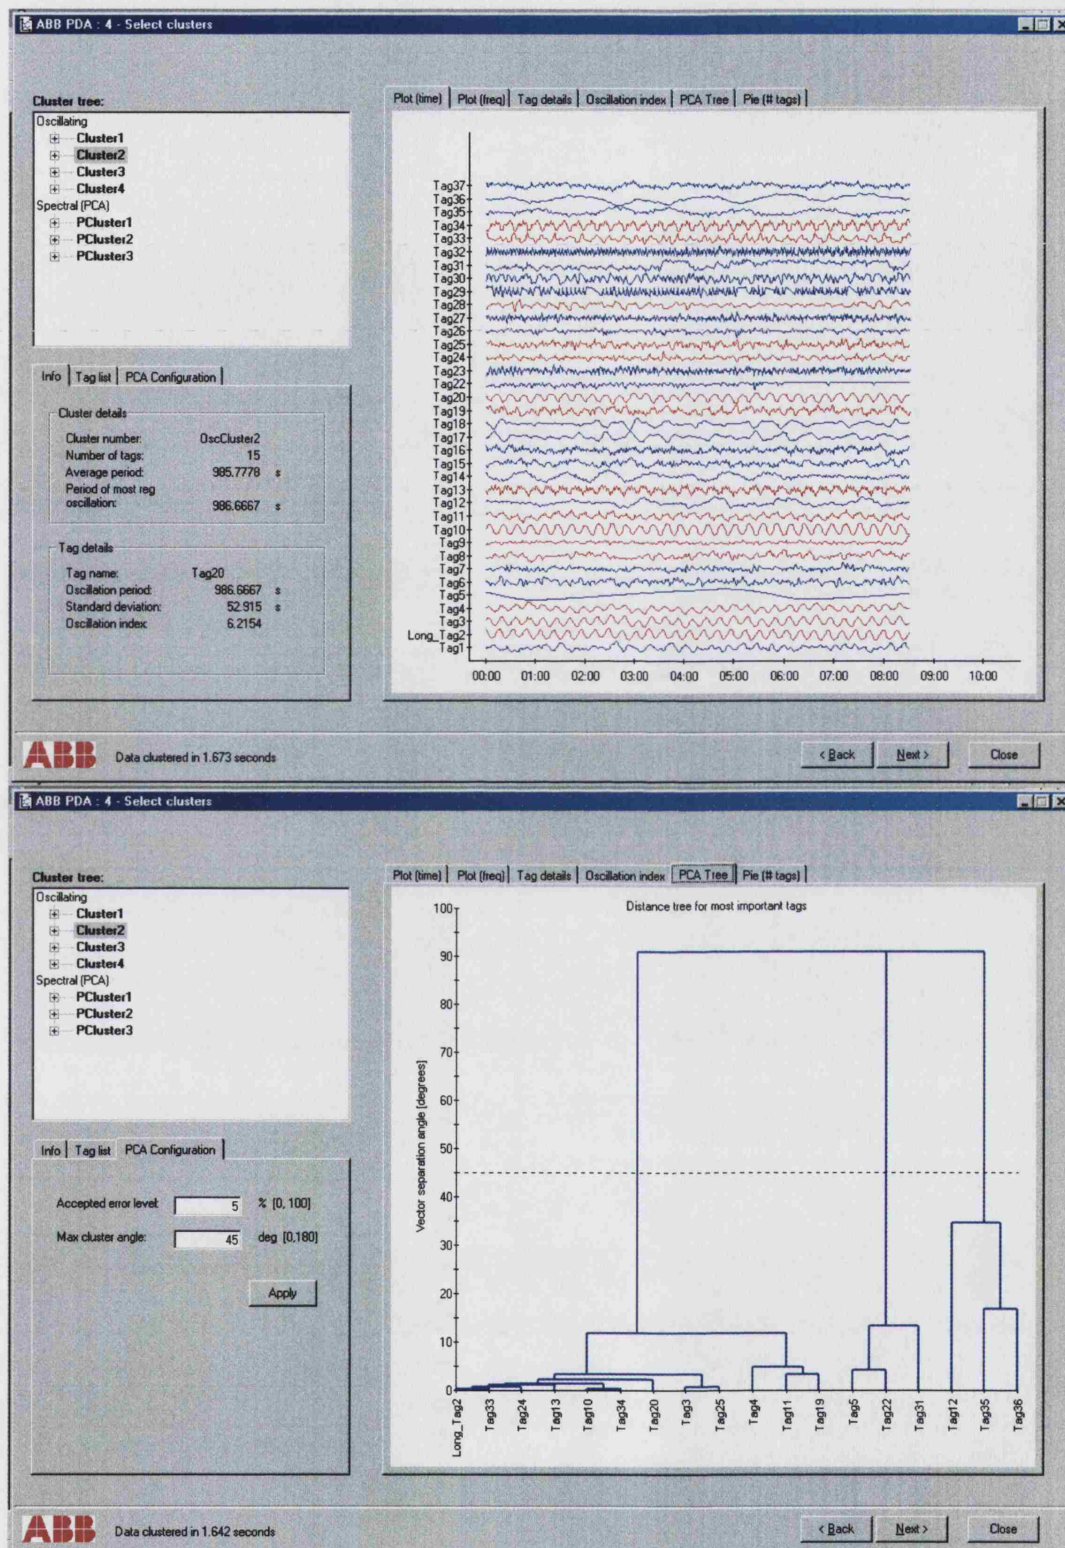 ABB PDA : 4 - Select clusters
Cluster tree:
Oscillating
Cluster1
Cluster2
Cluster3
Cluster4
Spectral (PCA)
PCluster1
PCluster2
PCluster3
Info Tag list PCA Configuration
Cluster details
Cluster number: OscCluster2
Number of tags: 15
Average period: 985.7778 s
Period of most reg
oscillation: 986.6667 s
Tag details
Tag name: Tag20
Oscillation period: 986.6667 s
Standard deviation: 52.915 s
Oscillation index: 6.2154
Plot (time) Plot (freq) Tag details Oscillation index PCA Tree Pie (# tags)
Tag37
Tag36
Tag35
Tag34
Tag33
Tag32
Tag31
Tag30
Tag29
Tag28
Tag27
Tag26
Tag25
Tag24
Tag23
Tag22
Tag20
Tag19
Tag18
Tag17
Tag16
Tag15
Tag14
Tag13
Tag12
Tag11
Tag10
Tag9
Tag8
Tag7
Tag6
Tag5
Tag4
Tag3
Long_Tag2
Tag1
00:00 01:00 02:00 03:00 04:00 05:00 06:00 07:00 08:00 09:00 10:00
ABB Data clustered in 1.673 seconds
< Back Next > Close
ABB PDA : 4 - Select clusters
Cluster tree:
Oscillating
Cluster1
Cluster2
Cluster3
Cluster4
Spectral (PCA)
PCluster1
PCluster2
PCluster3
Info Tag list PCA Configuration
Accepted error level: 5 % [0, 100]
Max cluster angle: 45 deg [0,180]
Apply
Plot (time) Plot (freq) Tag details Oscillation index PCA Tree Pie (# tags)
Distance tree for most important tags
Vector separation angle [degrees]
100
90
80
70
60
50
40
30
20
10
0
Long_Tag2 Tag33 Tag24 Tag13 Tag10 Tag34 Tag20 Tag3 Tag25 Tag4 Tag11 Tag19 Tag5 Tag22 Tag31 Tag12 Tag35 Tag36
ABB Data clustered in 1.642 seconds
< Back Next > Close